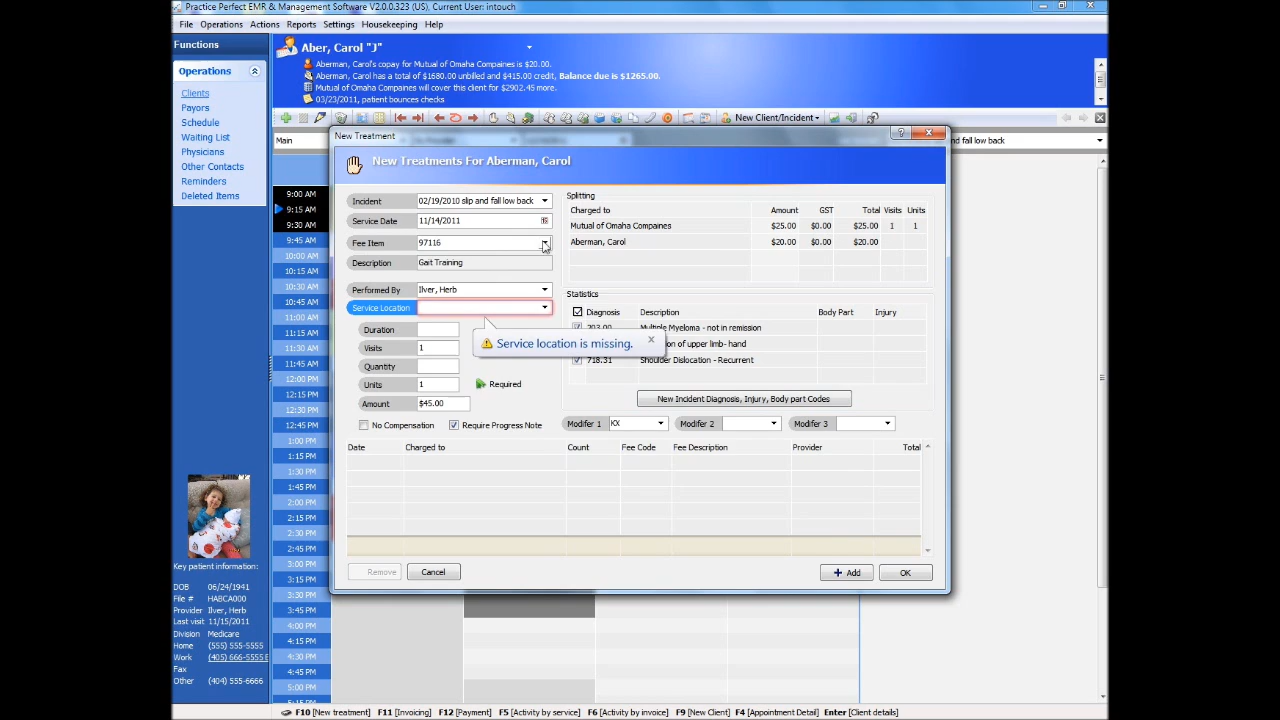 Practice Perfect EMR & Management Software V2.0.0.323 (US), Current User: intouch
File Operations Actions Reports Settings Housekeeping Help
Functions
Operations
Clients
Payors
Schedule
Waiting List
Physicians
Other Contacts
Reminders
Deleted Items
Aber, Carol "J"
Aberman, Carol's copay for Mutual of Omaha Compaines is $20.00.
Aberman, Carol has a total of $1680.00 unbilled and $415.00 credit, Balance due is $1265.00.
Mutual of Omaha Compaines will cover this client for $2902.45 more.
03/23/2011, patient bounces checks
New Client/Incident
Main
nd fall low back
9:00 AM
9:15 AM
9:30 AM
9:45 AM
10:00 AM
10:15 AM
10:30 AM
10:45 AM
11:00 AM
11:15 AM
11:30 AM
11:45 AM
12:00 PM
12:15 PM
12:30 PM
12:45 PM
1:00 PM
1:15 PM
1:30 PM
1:45 PM
2:00 PM
2:15 PM
2:30 PM
2:45 PM
3:00 PM
3:15 PM
3:30 PM
3:45 PM
4:00 PM
4:15 PM
4:30 PM
4:45 PM
5:00 PM
New Treatment
New Treatments For Aberman, Carol
Incident 02/19/2010 slip and fall low back
Service Date 11/14/2011
Fee Item 97116
Description Gait Training
Performed By Ilver, Herb
Service Location
Service location is missing.
Duration
Visits 1
Quantity
Units 1
Required
Amount $45.00
No Compensation Require Progress Note
Splitting
Charged to Amount GST Total Visits Units
Mutual of Omaha Compaines $25.00 $0.00 $25.00 1 1
Aberman, Carol $20.00 $0.00 $20.00
Statistics
Diagnosis Description Body Part Injury
203.00 Multiple Myeloma - not in remission
on of upper limb- hand
718.31 Shoulder Dislocation - Recurrent
New Incident Diagnosis, Injury, Body part Codes
Modifer 1 KX Modifer 2 Modifer 3
Date Charged to Count Fee Code Fee Description Provider Total
Remove Cancel Add OK
Key patient information:
DOB 06/24/1941
File # HABCA000
Provider Ilver, Herb
Last visit 11/15/2011
Division Medicare
Home (555) 555-5555
Work (405) 666-5555 E
Fax
Other (404) 555-6666
F10 [New treatment] F11 [Invoicing] F12 [Payment] F5 [Activity by service] F6 [Activity by invoice] F9 [New Client] F4 [Appointment Detail] Enter [Client details]